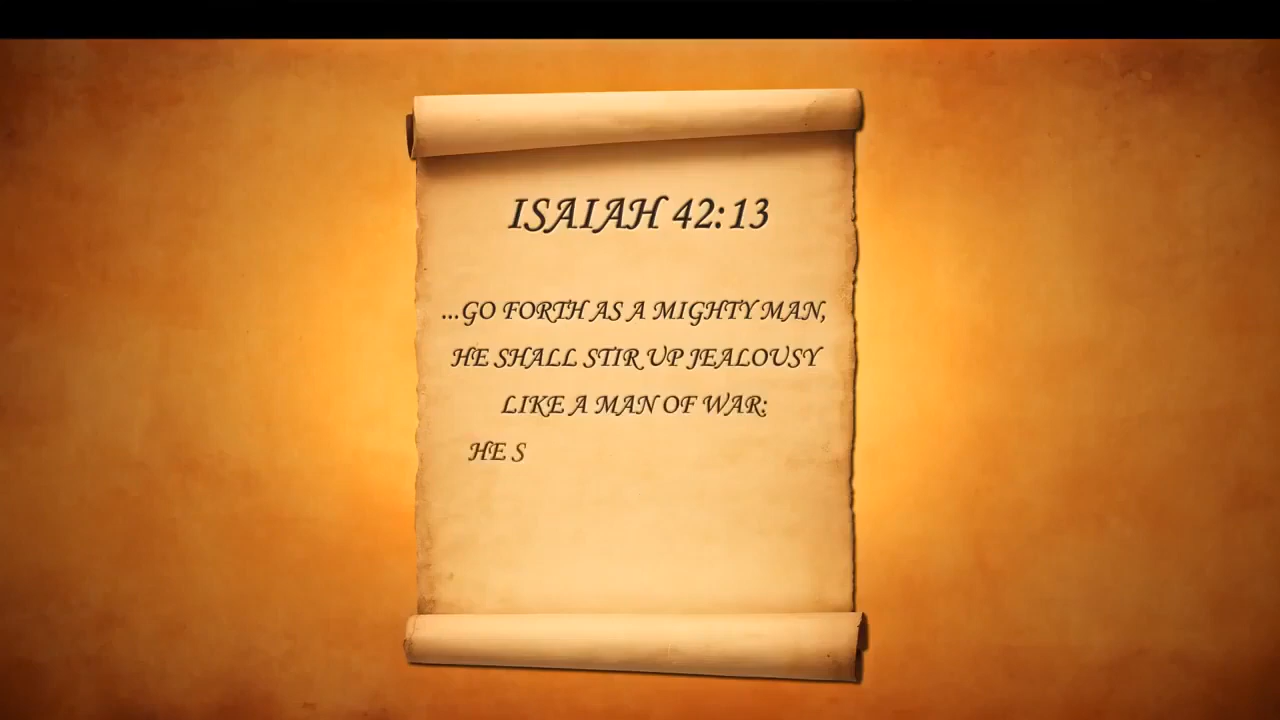 ISAIAH 42:13
...GO FORTH AS A MIGHTY MAN,
HE SHALL STIR UP JEALOUSY
LIKE A MAN OF WAR:
HE S